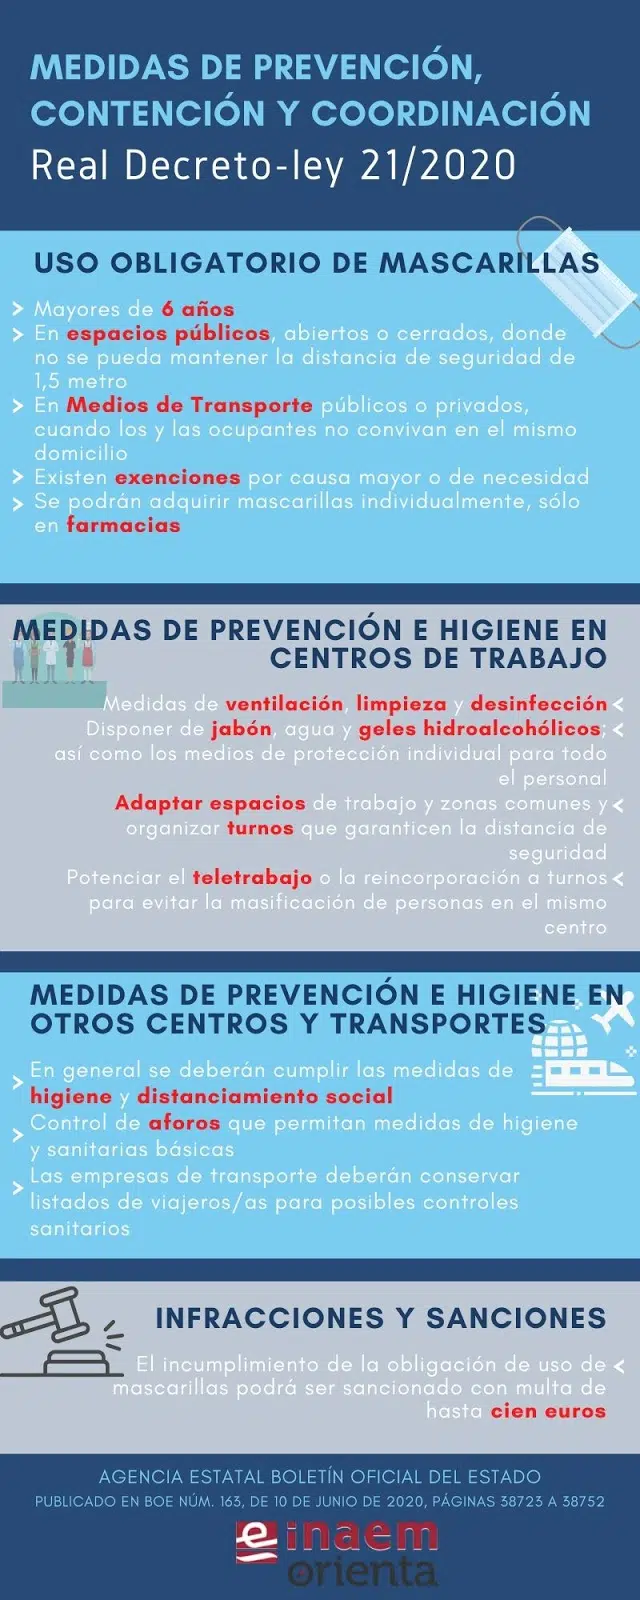 MEDIDAS DE PREVENCIÓN,
CONTENCIÓN Y COORDINACIÓN
Real Decreto-ley 21/2020
USO OBLIGATORIO DE MASCARILLAS
> Mayores de 6 años
> En espacios públicos, abiertos o cerrados, donde
no se pueda mantener la distancia de seguridad de
1,5 metro
> En Medios de Transporte públicos o privados,
cuando los y las ocupantes no convivan en el mismo
domicilio
> Existen exenciones por causa mayor o de necesidad
> Se podrán adquirir mascarillas individualmente, sólo
en farmacias
MEDIDAS DE PREVENCIÓN E HIGIENE EN
CENTROS DE TRABAJO
Medidas de ventilación, limpieza y desinfección <
Disponer de jabón, agua y geles hidroalcohólicos; <
así como los medios de protección individual para todo
el personal
Adaptar espacios de trabajo y zonas comunes y <
organizar turnos que garanticen la distancia de
seguridad
Potenciar el teletrabajo o la reincorporación a turnos <
para evitar la masificación de personas en el mismo
centro
MEDIDAS DE PREVENCIÓN E HIGIENE EN
OTROS CENTROS Y TRANSPORTES
> En general se deberán cumplir las medidas de
higiene y distanciamiento social
> Control de aforos que permitan medidas de higiene
y sanitarias básicas
> Las empresas de transporte deberán conservar
listados de viajeros/as para posibles controles
sanitarios
INFRACCIONES Y SANCIONES
El incumplimiento de la obligación de uso de <
mascarillas podrá ser sancionado con multa de
hasta cien euros
AGENCIA ESTATAL BOLETÍN OFICIAL DEL ESTADO
PUBLICADO EN BOE NÚM. 163, DE 10 DE JUNIO DE 2020, PÁGINAS 38723 A 38752
e inaem
orienta